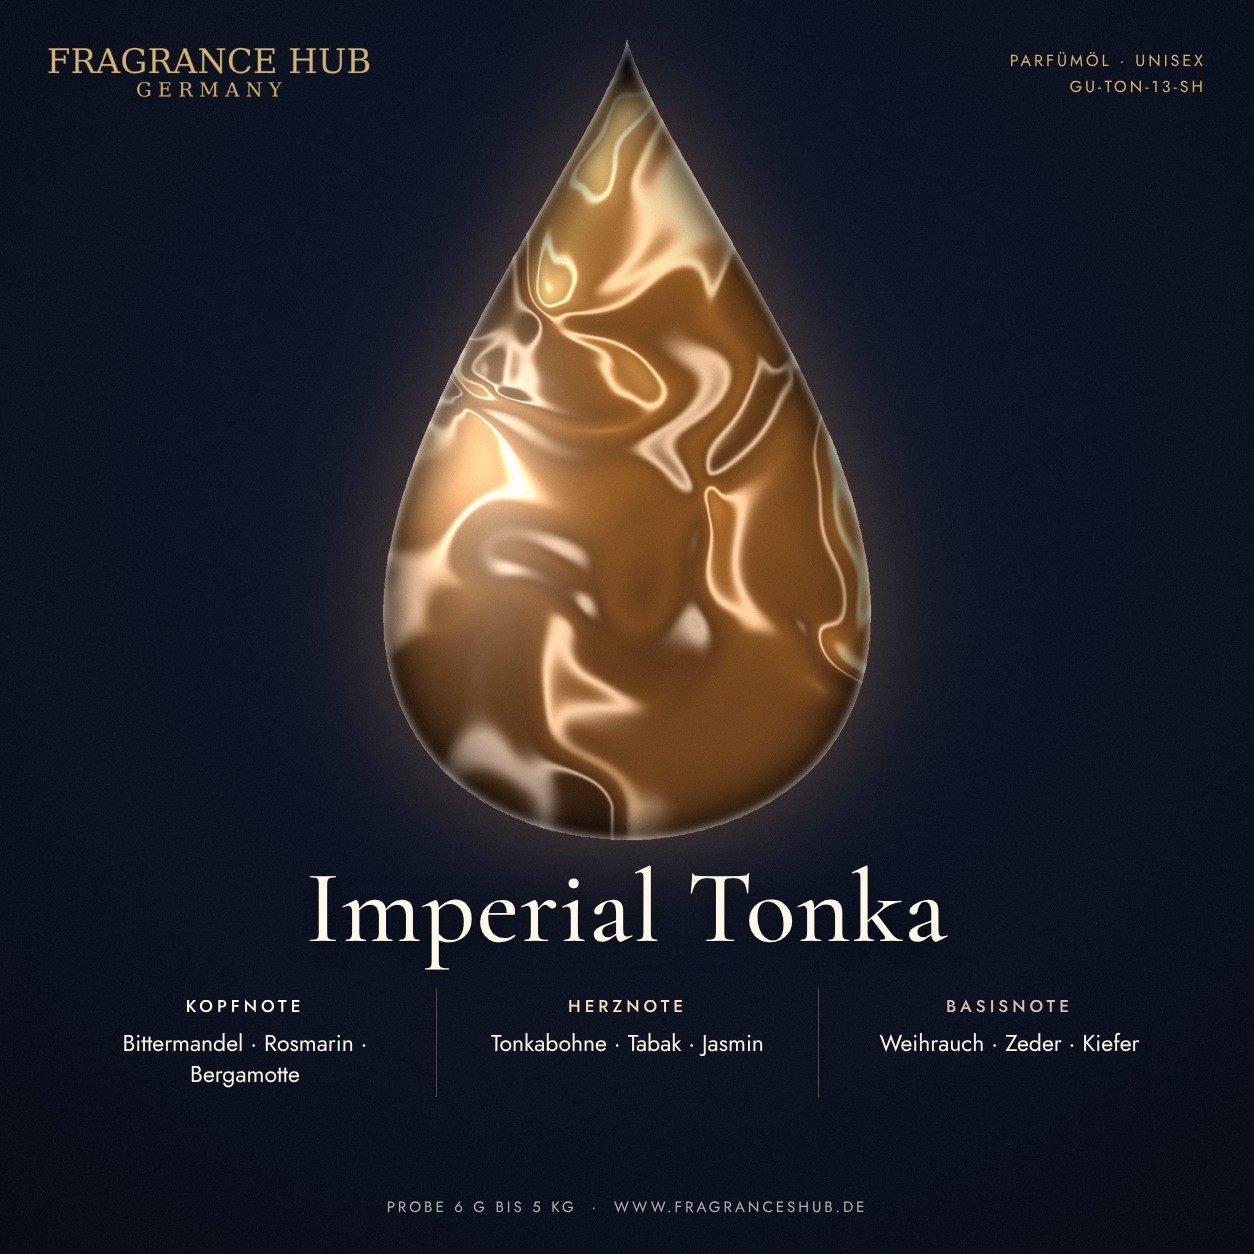 FRAGRANCE HUB
GERMANY
PARFÜMÖL · UNISEX
GU-TON-13-SH
Imperial Tonka
KOPFNOTE
Bittermandel · Rosmarin ·
Bergamotte
HERZNOTE
Tonkabohne · Tabak · Jasmin
BASISNOTE
Weihrauch · Zeder · Kiefer
PROBE 6 G BIS 5 KG · WWW.FRAGRANCESHUB.DE